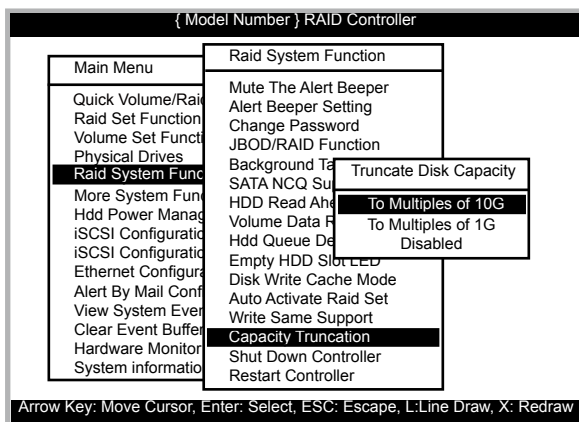 { Model Number } RAID Controller
Main Menu
Quick Volume/Raid
Raid Set Function
Volume Set Functi
Physical Drives
Raid System Func
More System Func
Hdd Power Manag
iSCSI Configuratio
iSCSI Configuratio
Ethernet Configura
Alert By Mail Conf
View System Even
Clear Event Buffer
Hardware Monitor
System informatio
Raid System Function
Mute The Alert Beeper
Alert Beeper Setting
Change Password
JBOD/RAID Function
Background Ta
SATA NCQ Su
HDD Read Ahe
Volume Data R
Hdd Queue De
Empty HDD Slot LED
Disk Write Cache Mode
Auto Activate Raid Set
Write Same Support
Capacity Truncation
Shut Down Controller
Restart Controller
Truncate Disk Capacity
To Multiples of 10G
To Multiples of 1G
Disabled
Arrow Key: Move Cursor, Enter: Select, ESC: Escape, L:Line Draw, X: Redraw